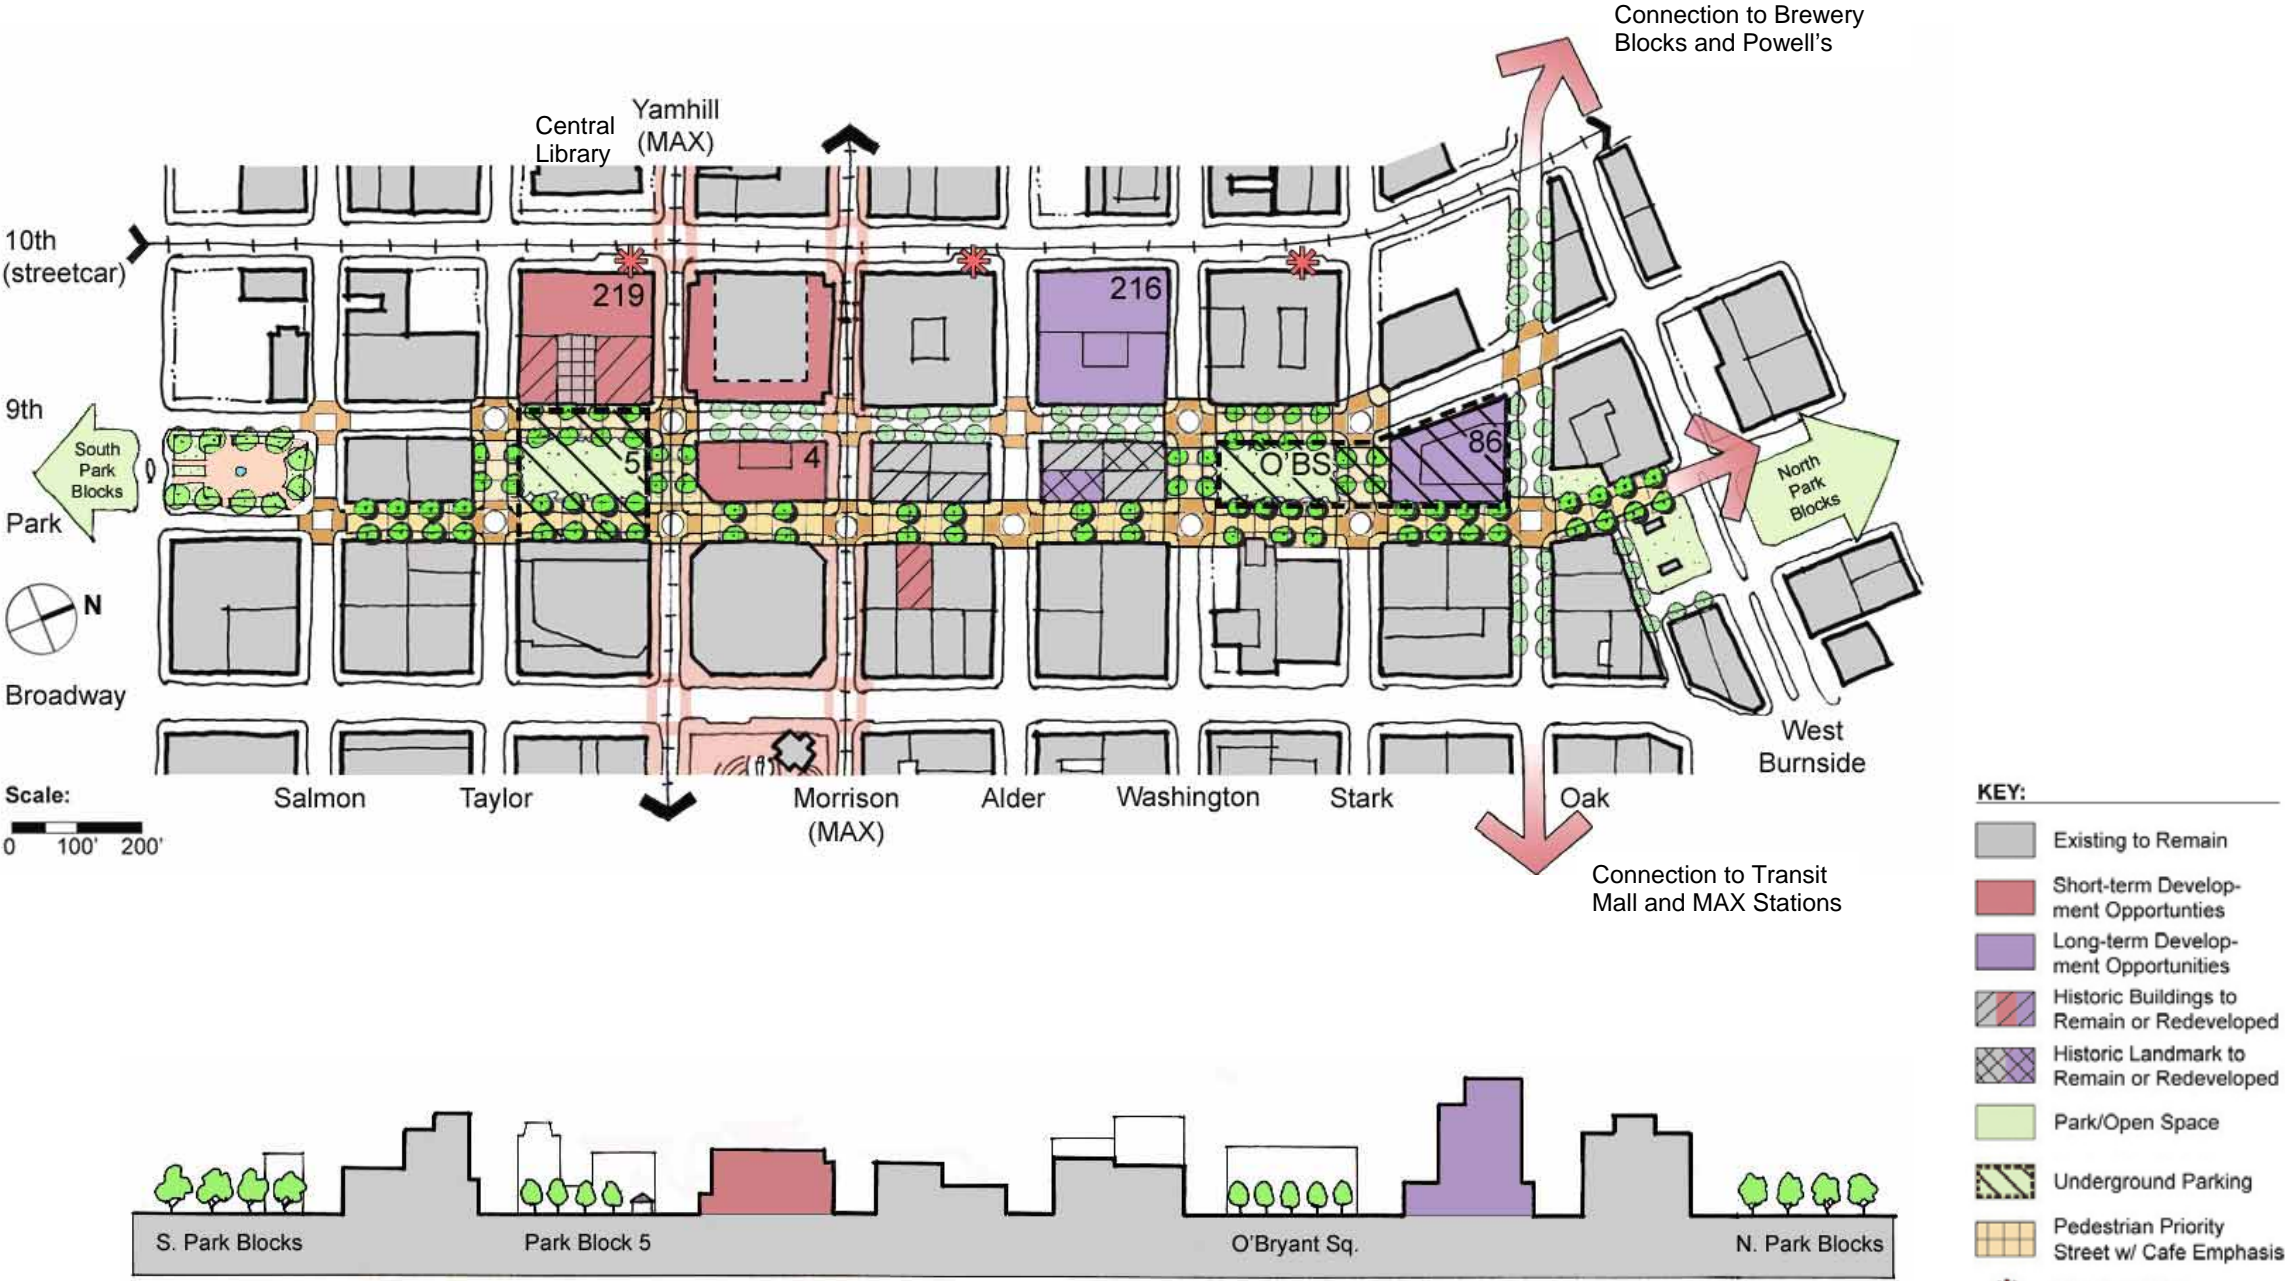 Connection to Brewery
Blocks and Powell's
Yamhill
(MAX)
Central
Library
10th
(streetcar)
219
216
9th
South
Park
Blocks
5
4
O'BS
86
North
Park
Blocks
Park
N
Broadway
West
Burnside
Scale:
0 100' 200'
Salmon
Taylor
Morrison
(MAX)
Alder
Washington
Stark
Oak
Connection to Transit
Mall and MAX Stations
KEY:
Existing to Remain
Short-term Develop-
ment Opportunties
Long-term Develop-
ment Opportunities
Historic Buildings to
Remain or Redeveloped
Historic Landmark to
Remain or Redeveloped
Park/Open Space
Underground Parking
Pedestrian Priority
Street w/ Cafe Emphasis
S. Park Blocks
Park Block 5
O'Bryant Sq.
N. Park Blocks